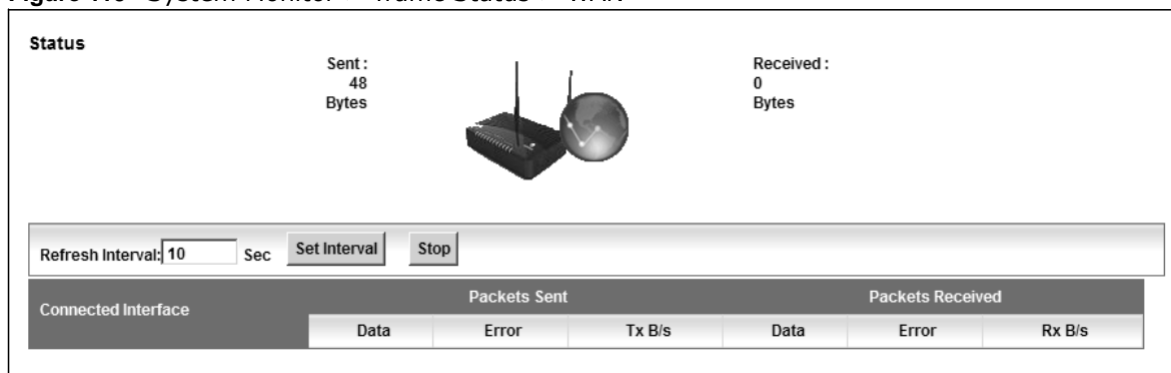 Status
Sent :
48
Bytes
Received :
0
Bytes
Refresh Interval: 10 Sec Set Interval Stop
Connected Interface Packets Sent Packets Received
Data Error Tx B/s Data Error Rx B/s